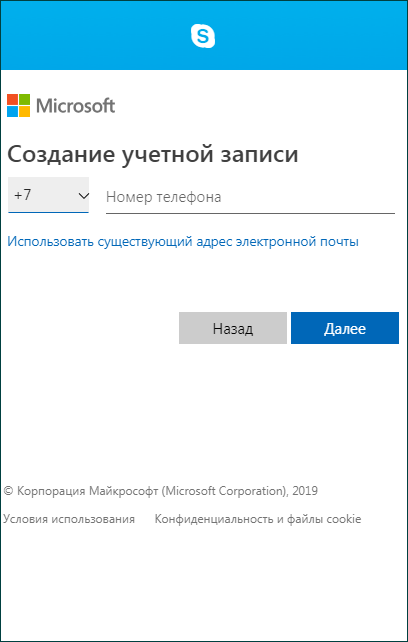 S
Microsoft
Создание учетной записи
+7 Номер телефона
Использовать существующий адрес электронной почты
Назад Далее
© Корпорация Майкрософт (Microsoft Corporation), 2019
Условия использования Конфиденциальность и файлы cookie